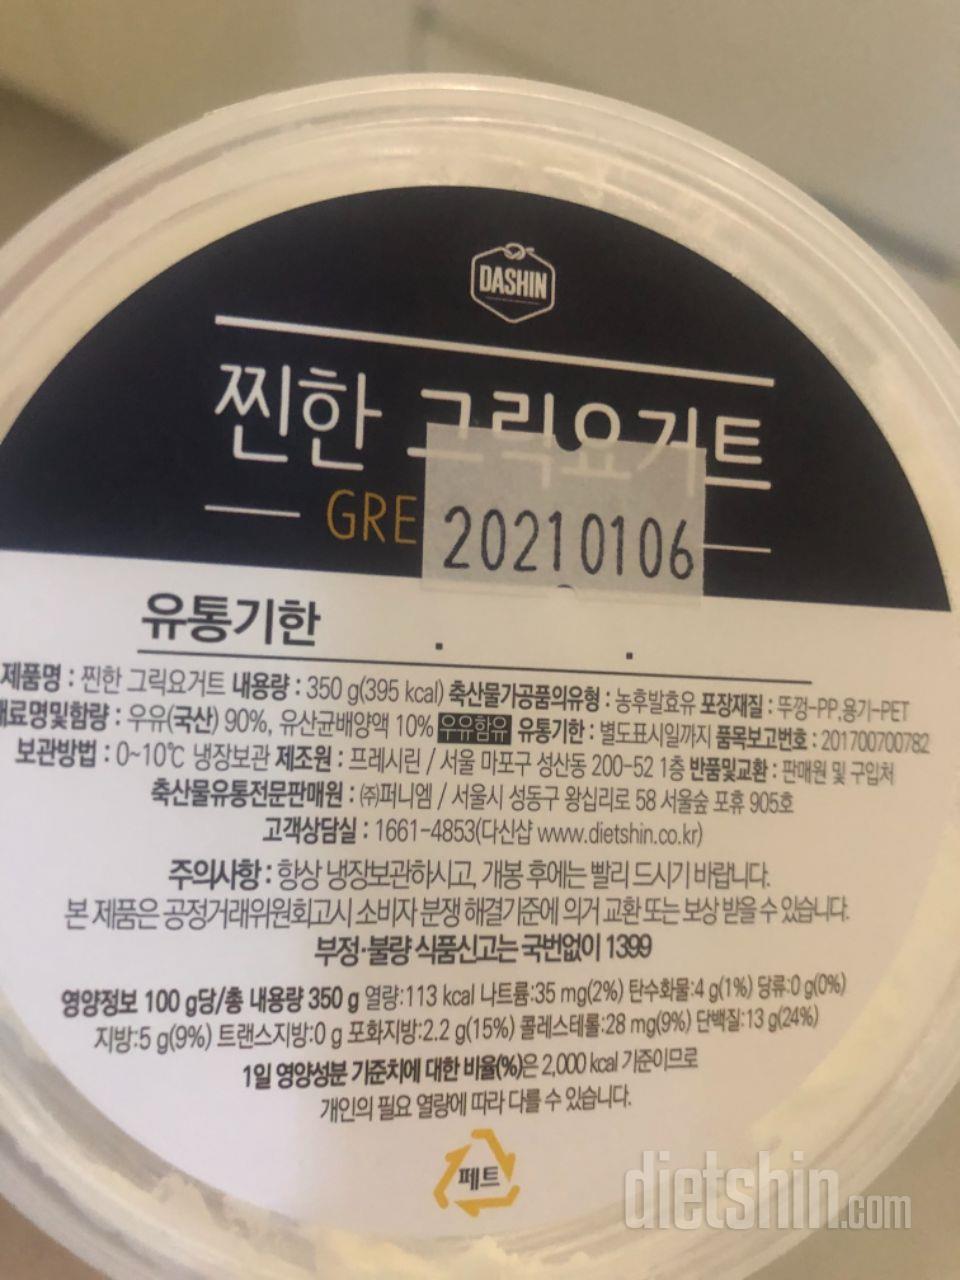 DASHIN
찐한 그릭요거트
GRE
20210106
유통기한 . .
제품명 : 찐한 그릭요거트 내용량 : 350 g(395 kcal) 축산물가공품의유형 : 농후발효유 포장재질 : 뚜껑-PP,용기-PET
재료명및함량 : 우유(국산) 90%, 유산균배양액 10% 우유함유 유통기한 : 별도표시일까지 품목보고번호 : 201700700782
보관방법 : 0~10℃ 냉장보관 제조원 : 프레시린 / 서울 마포구 성산동 200-52 1층 반품및교환 : 판매원 및 구입처
축산물유통전문판매원 : ㈜퍼니엠 / 서울시 성동구 왕십리로 58 서울숲 포휴 905호
고객상담실 : 1661-4853(다신샵 www.dietshin.co.kr)
주의사항 : 항상 냉장보관하시고, 개봉 후에는 빨리 드시기 바랍니다.
본 제품은 공정거래위원회고시 소비자 분쟁 해결기준에 의거 교환 또는 보상 받을 수 있습니다.
부정·불량 식품신고는 국번없이 1399
영양정보 100 g당/총 내용량 350 g 열량:113 kcal 나트륨:35 mg(2%) 탄수화물:4 g(1%) 당류:0 g(0%)
지방:5 g(9%) 트랜스지방:0 g 포화지방:2.2 g(15%) 콜레스테롤:28 mg(9%) 단백질:13 g(24%)
1일 영양성분 기준치에 대한 비율(%)은 2,000 kcal 기준이므로
개인의 필요 열량에 따라 다를 수 있습니다.
페트
dietshin.com